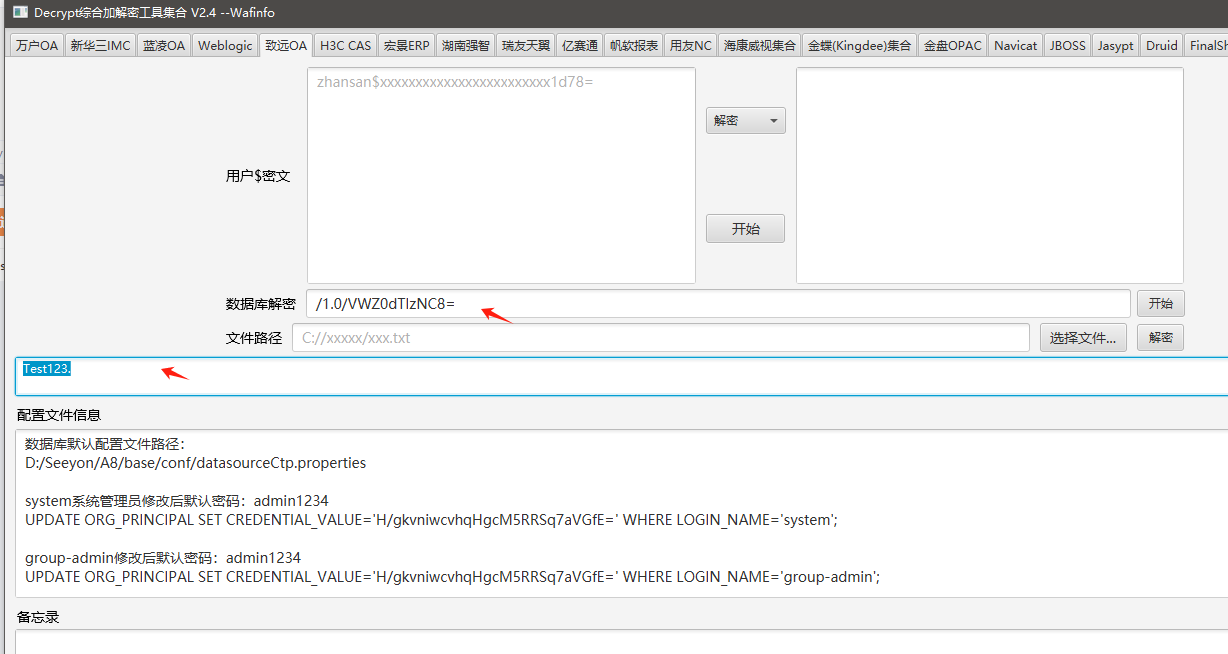 Decrypt综合加解密工具集合 V2.4 --Wafinfo
万户OA 新华三IMC 蓝凌OA Weblogic 致远OA H3C CAS 宏景ERP 湖南强智 瑞友天翼 亿赛通 帆软报表 用友NC 海康威视集合 金蝶(Kingdee)集合 金盘OPAC Navicat JBOSS Jasypt Druid FinalSh
zhansan$xxxxxxxxxxxxxxxxxxxxxxxx1d78=
解密
用户$密文
开始
数据库解密 /1.0/VWZ0dTIzNC8= 开始
文件路径 C://xxxxx/xxx.txt 选择文件... 解密
Test123.
配置文件信息
数据库默认配置文件路径：
D:/Seeyon/A8/base/conf/datasourceCtp.properties
system系统管理员修改后默认密码：admin1234
UPDATE ORG_PRINCIPAL SET CREDENTIAL_VALUE='H/gkvniwcvhqHgcM5RRSq7aVGfE=' WHERE LOGIN_NAME='system';
group-admin修改后默认密码：admin1234
UPDATE ORG_PRINCIPAL SET CREDENTIAL_VALUE='H/gkvniwcvhqHgcM5RRSq7aVGfE=' WHERE LOGIN_NAME='group-admin';
备忘录